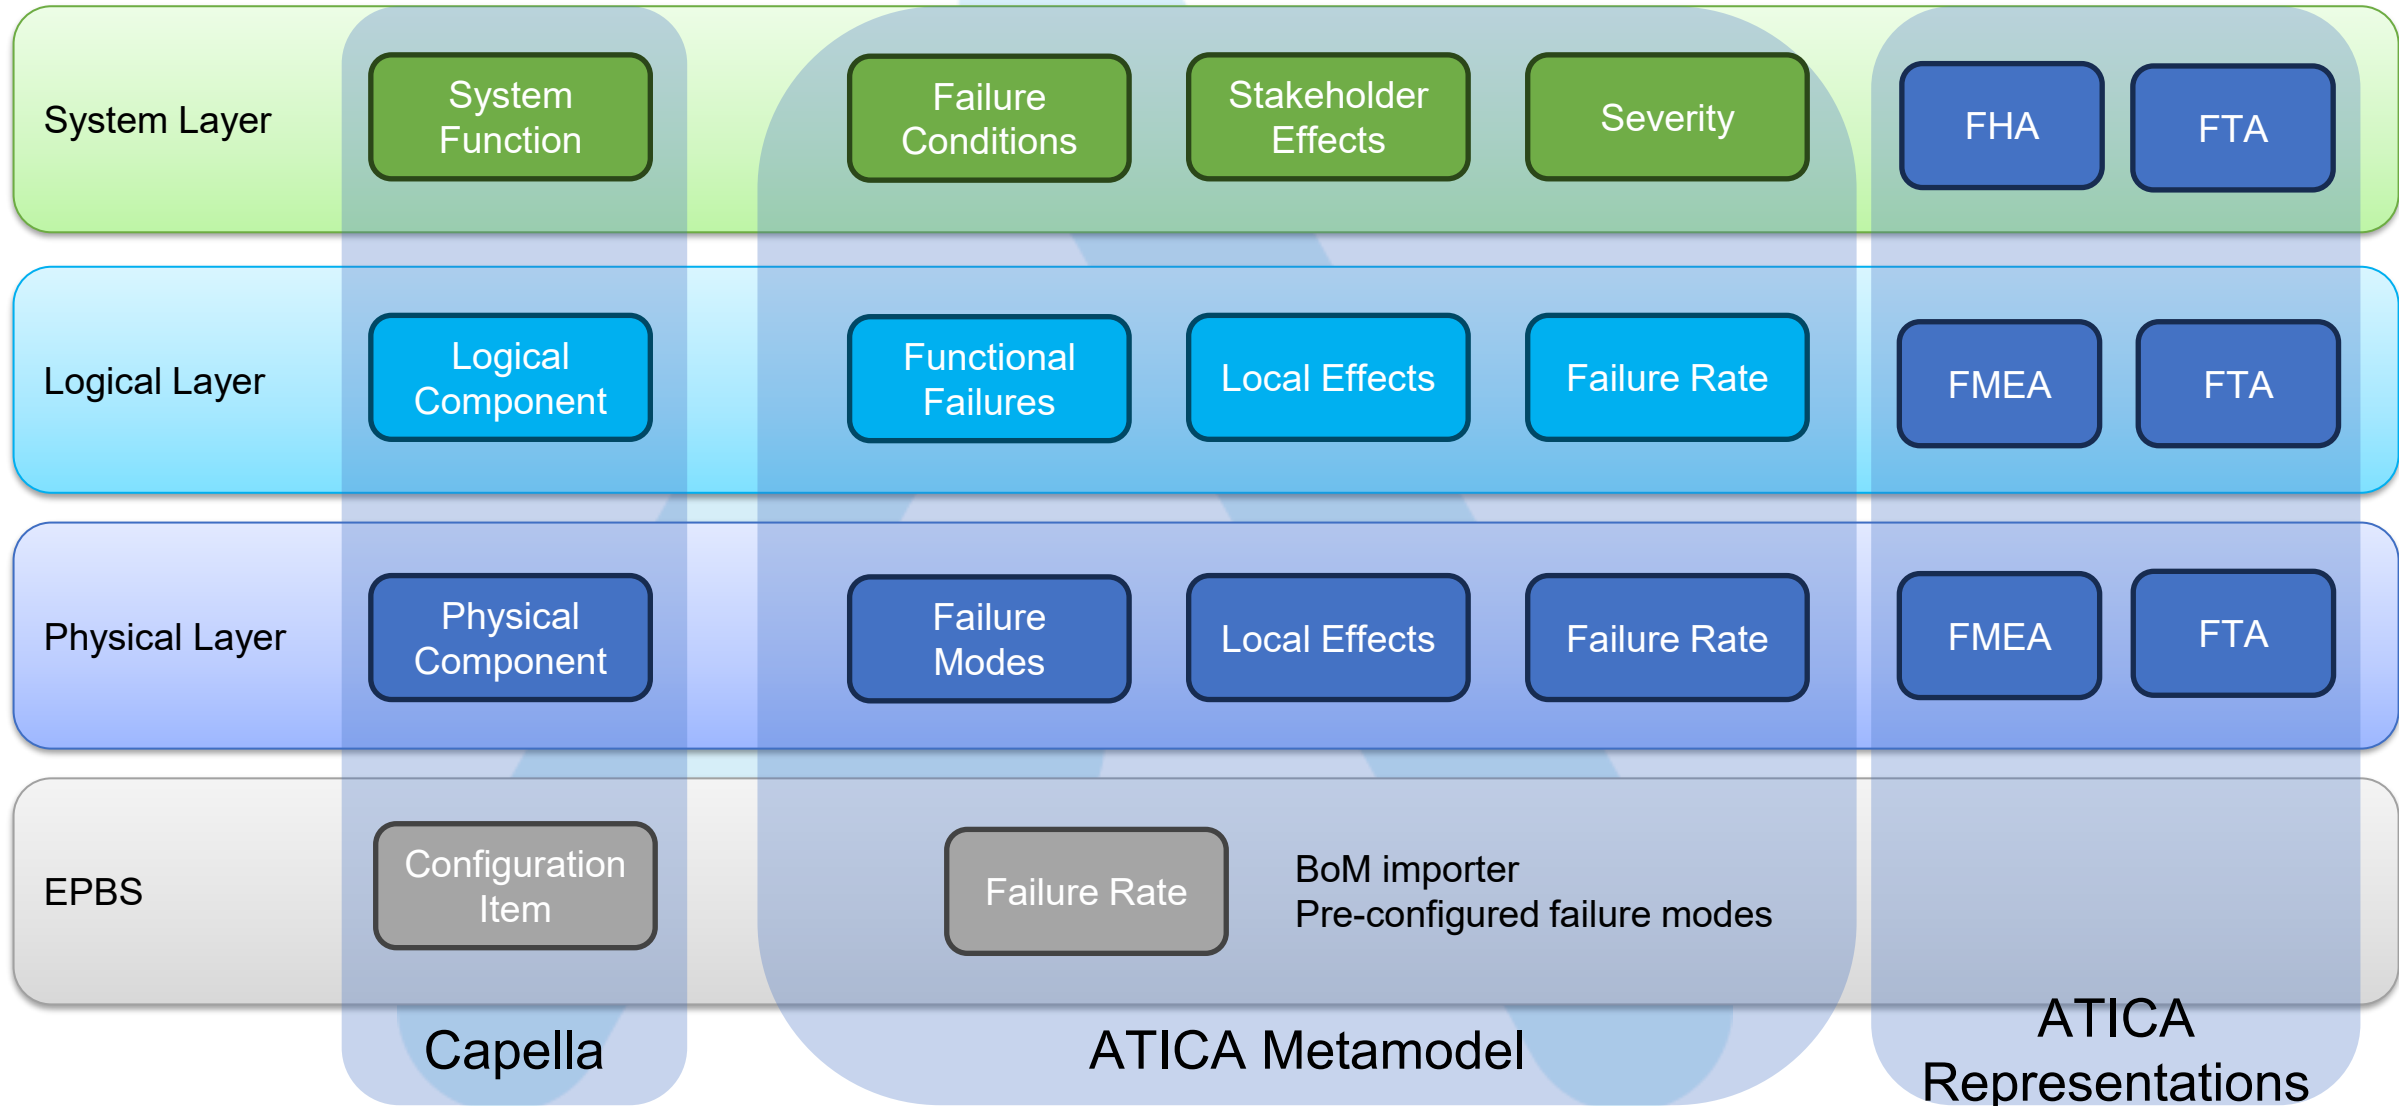 System Layer
System
Function
Failure
Conditions
Stakeholder
Effects
Severity
FHA
FTA
Logical Layer
Logical
Component
Functional
Failures
Local Effects
Failure Rate
FMEA
FTA
Physical Layer
Physical
Component
Failure
Modes
Local Effects
Failure Rate
FMEA
FTA
EPBS
Configuration
Item
Failure Rate
BoM importer
Pre-configured failure modes
Capella
ATICA Metamodel
ATICA
Representations